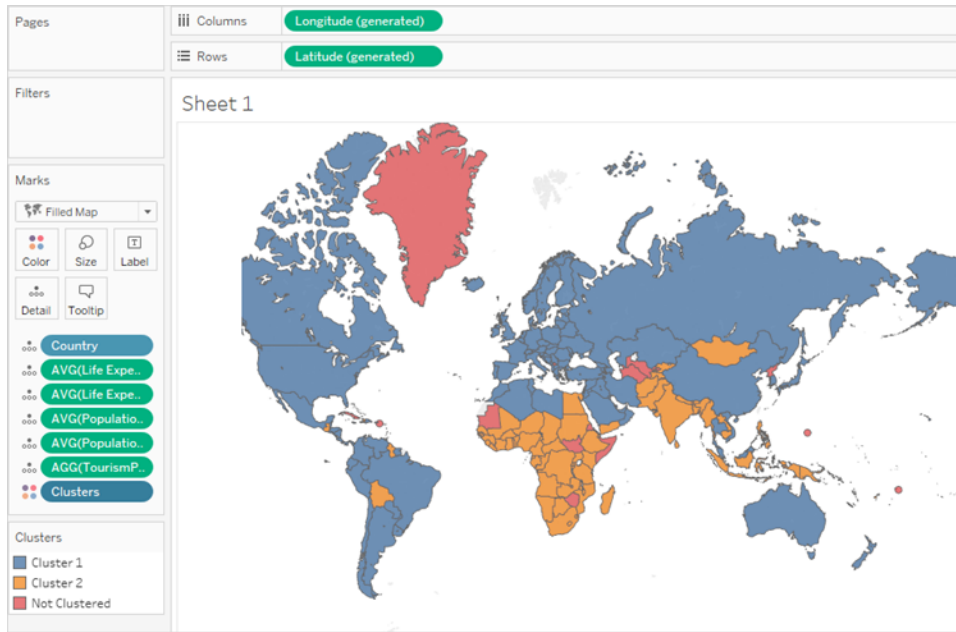 Pages
Columns
Longitude (generated)
Rows
Latitude (generated)
Filters
Sheet 1
Marks
Filled Map
Color
Size
T
Label
Detail
Tooltip
Country
AVG(Life Expe..
AVG(Life Expe..
AVG(Populatio..
AVG(Populatio..
AGG(TourismP..
Clusters
Clusters
Cluster 1
Cluster 2
Not Clustered